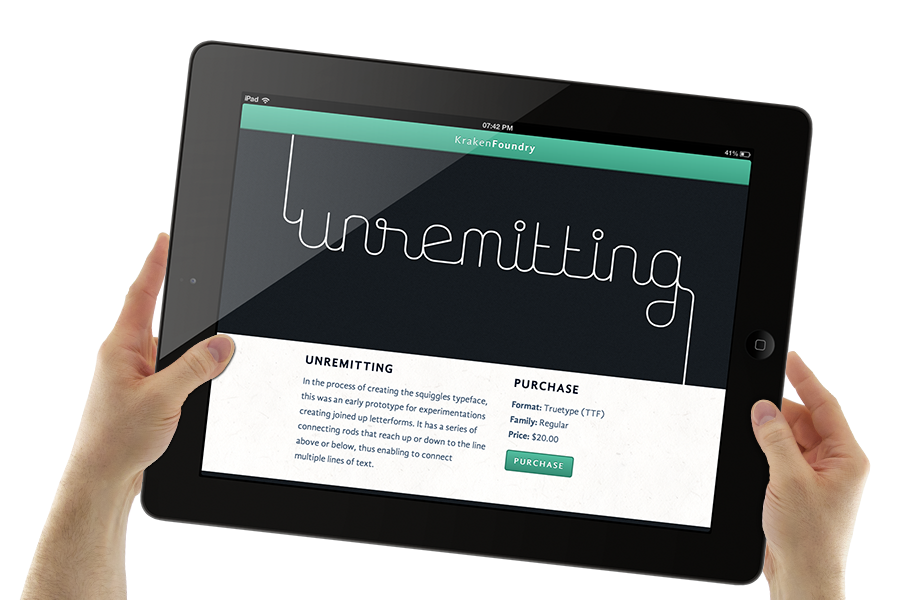 iPad
07:42 PM
41%
KrakenFoundry
unremitting
UNREMITTING
In the process of creating the squiggles typeface,
this was an early prototype for experimentations
creating joined up letterforms. It has a series of
connecting rods that reach up or down to the line
above or below, thus enabling to connect
multiple lines of text.
PURCHASE
Format: Truetype (TTF)
Family: Regular
Price: $20.00
PURCHASE